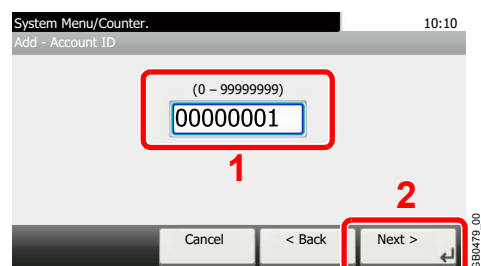 System Menu/Counter. 10:10
Add - Account ID
(0 – 99999999)
00000001
1
2
Cancel < Back Next >
GB0479_00